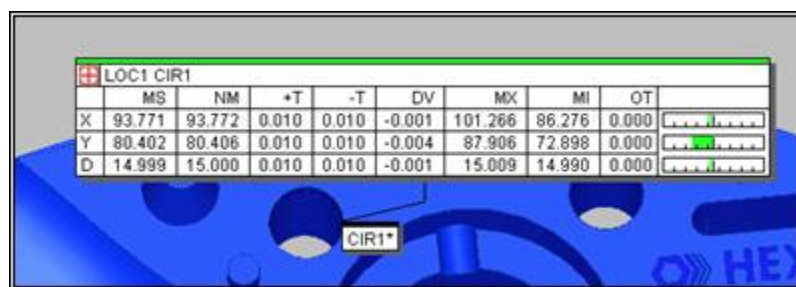 LOC1 CIR1
MS NM +T -T DV MX MI OT
X 93.771 93.772 0.010 0.010 -0.001 101.266 86.276 0.000
Y 80.402 80.406 0.010 0.010 -0.004 87.906 72.898 0.000
D 14.999 15.000 0.010 0.010 -0.001 15.009 14.990 0.000
CIR1*
HEX